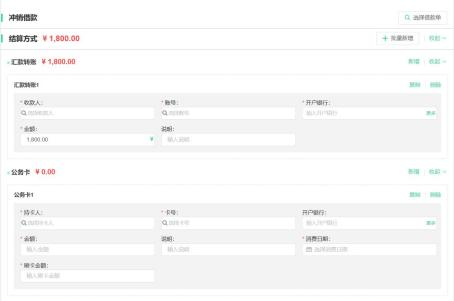 冲销借款
选择借款单
结算方式 ¥ 1,800.00
批量新增 收起
汇款转账 ¥ 1,800.00
新增 收起
汇款转账1
复制 删除
* 收款人： * 账号： * 开户银行：
选择收款人 选择账号 输入开户银行 更多
* 金额： 说明：
1,800.00 ¥ 输入说明
公务卡 ¥ 0.00
新增 收起
公务卡1
复制 删除
* 持卡人： * 卡号： 开户银行：
选择持卡人 选择卡号 输入开户银行 更多
* 金额： 说明： * 消费日期：
输入金额 输入说明 选择消费日期
* 刷卡金额：
输入刷卡金额